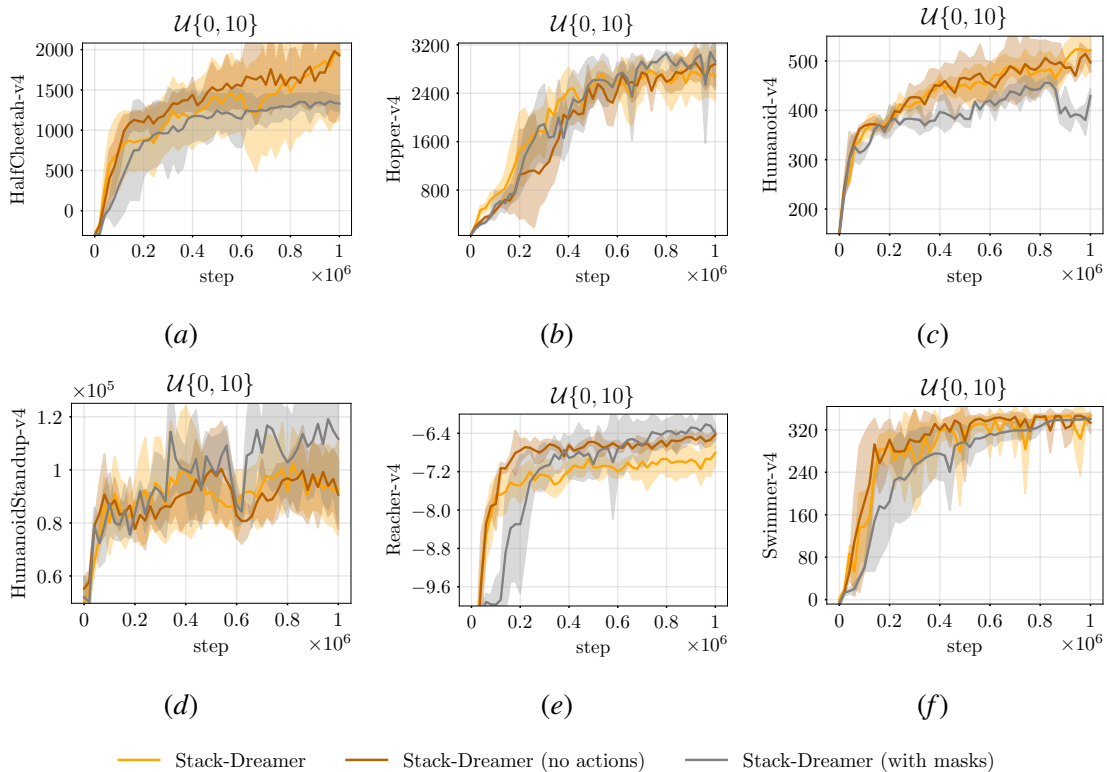 𝒰{0, 10}
2000
1500
1000
500
0
HalfCheetah-v4
0 0.2 0.4 0.6 0.8 1
step ×10⁶
(a)
𝒰{0, 10}
3200
2400
1600
800
Hopper-v4
0 0.2 0.4 0.6 0.8 1
step ×10⁶
(b)
𝒰{0, 10}
500
400
300
200
Humanoid-v4
0 0.2 0.4 0.6 0.8 1
step ×10⁶
(c)
×10⁵ 𝒰{0, 10}
1.2
1
0.8
0.6
HumanoidStandup-v4
0 0.2 0.4 0.6 0.8 1
step ×10⁶
(d)
𝒰{0, 10}
−6.4
−7.2
−8.0
−8.8
−9.6
Reacher-v4
0 0.2 0.4 0.6 0.8 1
step ×10⁶
(e)
𝒰{0, 10}
320
240
160
80
0
Swimmer-v4
0 0.2 0.4 0.6 0.8 1
step ×10⁶
(f)
Stack-Dreamer Stack-Dreamer (no actions) Stack-Dreamer (with masks)